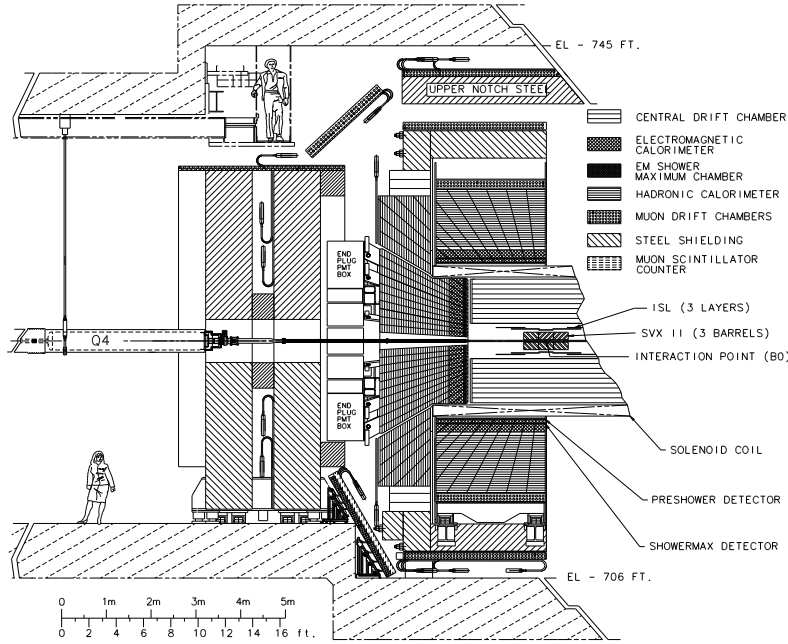 EL - 745 FT.
UPPER NOTCH STEEL
CENTRAL DRIFT CHAMBER
ELECTROMAGNETIC
CALORIMETER
EM SHOWER
MAXIMUM CHAMBER
HADRONIC CALORIMETER
MUON DRIFT CHAMBERS
STEEL SHIELDING
MUON SCINTILLATOR
COUNTER
END
PLUG
PMT
BOX
ISL (3 LAYERS)
Q4
SVX II (3 BARRELS)
INTERACTION POINT (B0)
END
PLUG
PMT
BOX
SOLENOID COIL
PRESHOWER DETECTOR
SHOWERMAX DETECTOR
EL - 706 FT.
0 1m 2m 3m 4m 5m
0 2 4 6 8 10 12 14 16 ft.